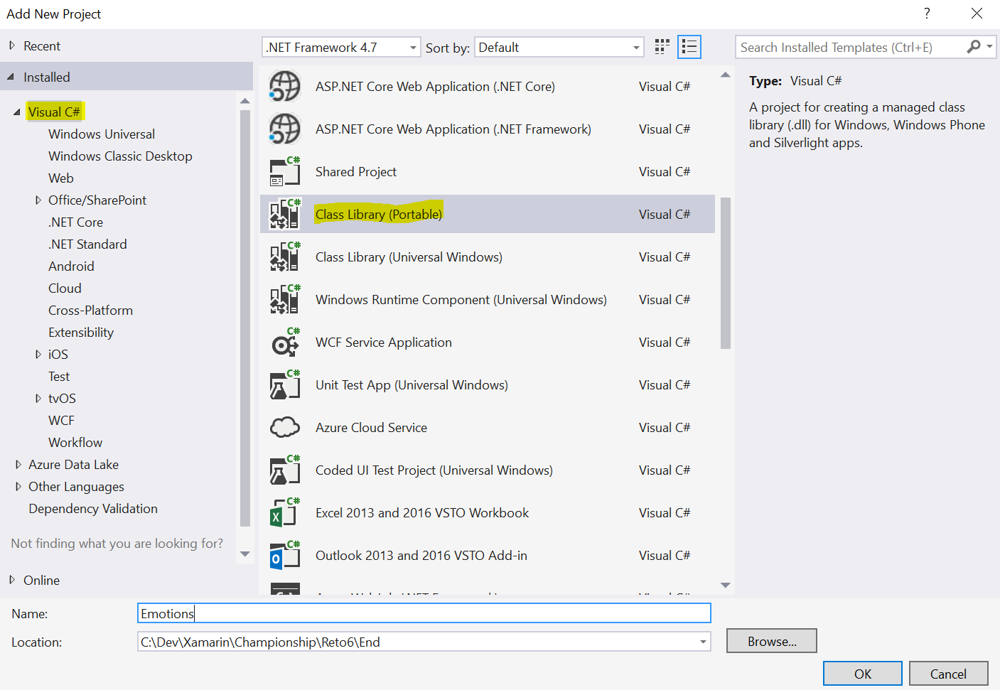 Add New Project
?
Recent
Installed
Visual C#
Windows Universal
Windows Classic Desktop
Web
Office/SharePoint
.NET Core
.NET Standard
Android
Cloud
Cross-Platform
Extensibility
iOS
Test
tvOS
WCF
Workflow
Azure Data Lake
Other Languages
Dependency Validation
Not finding what you are looking for?
Online
.NET Framework 4.7 Sort by: Default
ASP.NET Core Web Application (.NET Core) Visual C#
ASP.NET Core Web Application (.NET Framework) Visual C#
Shared Project Visual C#
Class Library (Portable) Visual C#
Class Library (Universal Windows) Visual C#
Windows Runtime Component (Universal Windows) Visual C#
WCF Service Application Visual C#
Unit Test App (Universal Windows) Visual C#
Azure Cloud Service Visual C#
Coded UI Test Project (Universal Windows) Visual C#
Excel 2013 and 2016 VSTO Workbook Visual C#
Outlook 2013 and 2016 VSTO Add-in Visual C#
Search Installed Templates (Ctrl+E)
Type: Visual C#
A project for creating a managed class
library (.dll) for Windows, Windows Phone
and Silverlight apps.
Name: Emotions
Location: C:\Dev\Xamarin\Championship\Reto6\End
Browse...
OK Cancel